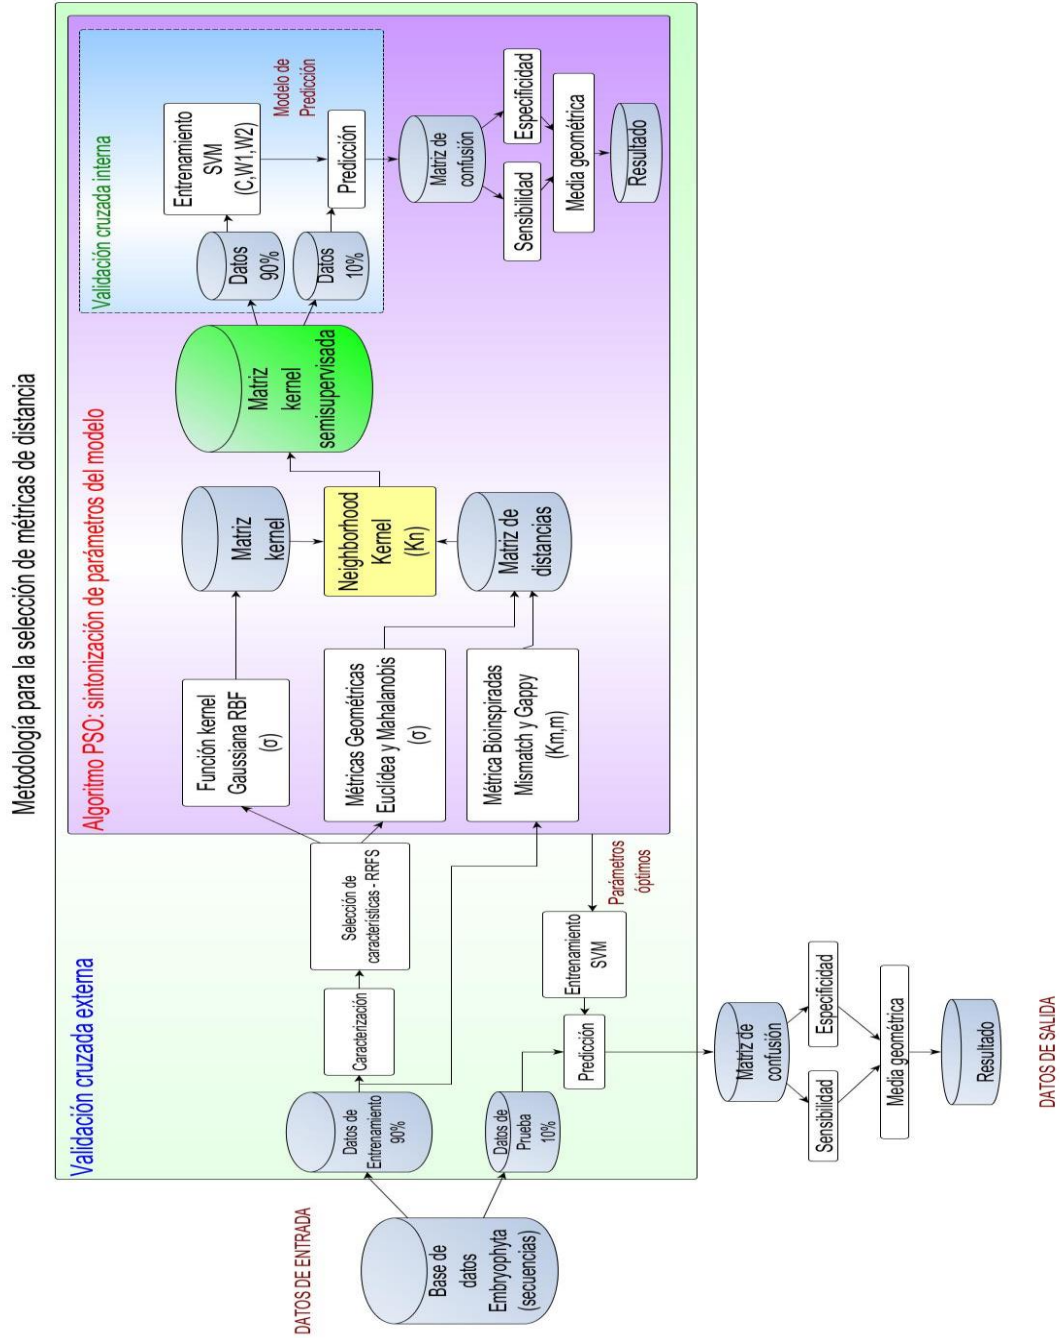 Metodología para la selección de métricas de distancia
Validación cruzada externa
Algoritmo PSO: sintonización de parámetros del modelo
Validación cruzada interna
DATOS DE ENTRADA
Base de
datos
Embryophyta
(secuencias)
Datos de
Entrenamiento
90%
Datos de
Prueba
10%
Caracterización
Selección de
características - RRFS
Función kernel
Gaussiana RBF
(σ)
Métricas Geométricas
Euclídea y Mahalanobis
(σ)
Métrica Bioinspiradas
Mismatch y Gappy
(Km,m)
Matriz
kernel
Neighborhood
Kernel
(Kn)
Matriz de
distancias
Matriz
kernel
semisupervisada
Datos
90%
Datos
10%
Entrenamiento
SVM
(C,W1,W2)
Modelo de
Predicción
Predicción
Matriz de
confusión
Sensibilidad
Especificidad
Media geométrica
Resultado
Parámetros
óptimos
Entrenamiento
SVM
Predicción
Matriz de
confusión
Sensibilidad
Especificidad
Media geométrica
Resultado
DATOS DE SALIDA